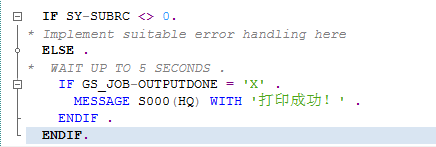 IF SY-SUBRC <> 0.
* Implement suitable error handling here
ELSE .
*  WAIT UP TO 5 SECONDS .
IF GS_JOB-OUTPUTDONE = 'X' .
MESSAGE S000(HQ) WITH '打印成功！' .
ENDIF .
ENDIF.